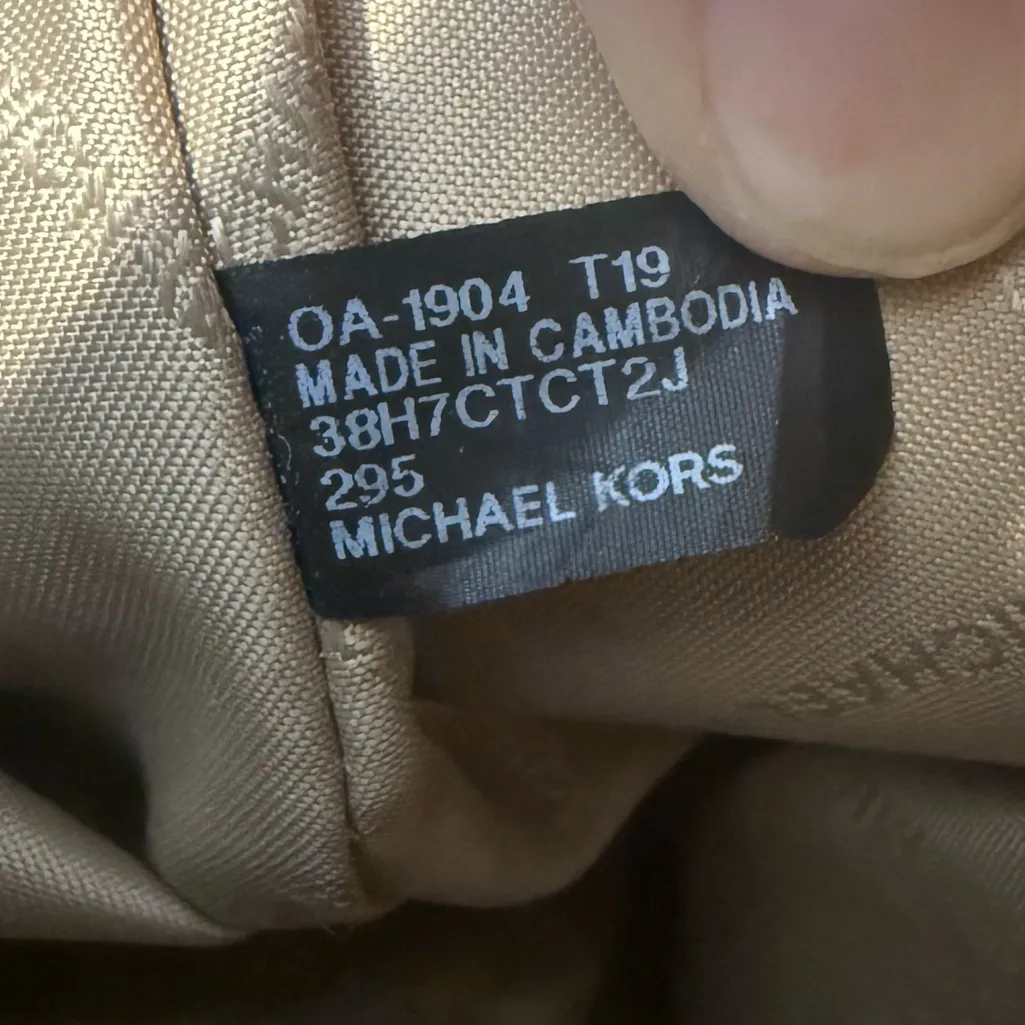 OA-1904 T19
MADE IN CAMBODIA
38H7CTCT2J
295
MICHAEL KORS